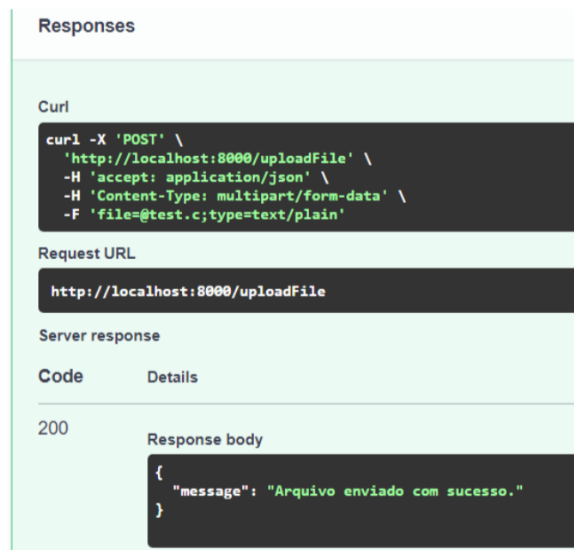 Responses
Curl
curl -X 'POST' \
'http://localhost:8000/uploadFile' \
-H 'accept: application/json' \
-H 'Content-Type: multipart/form-data' \
-F 'file=@test.c;type=text/plain'
Request URL
http://localhost:8000/uploadFile
Server response
Code Details
200
Response body
{
"message": "Arquivo enviado com sucesso."
}